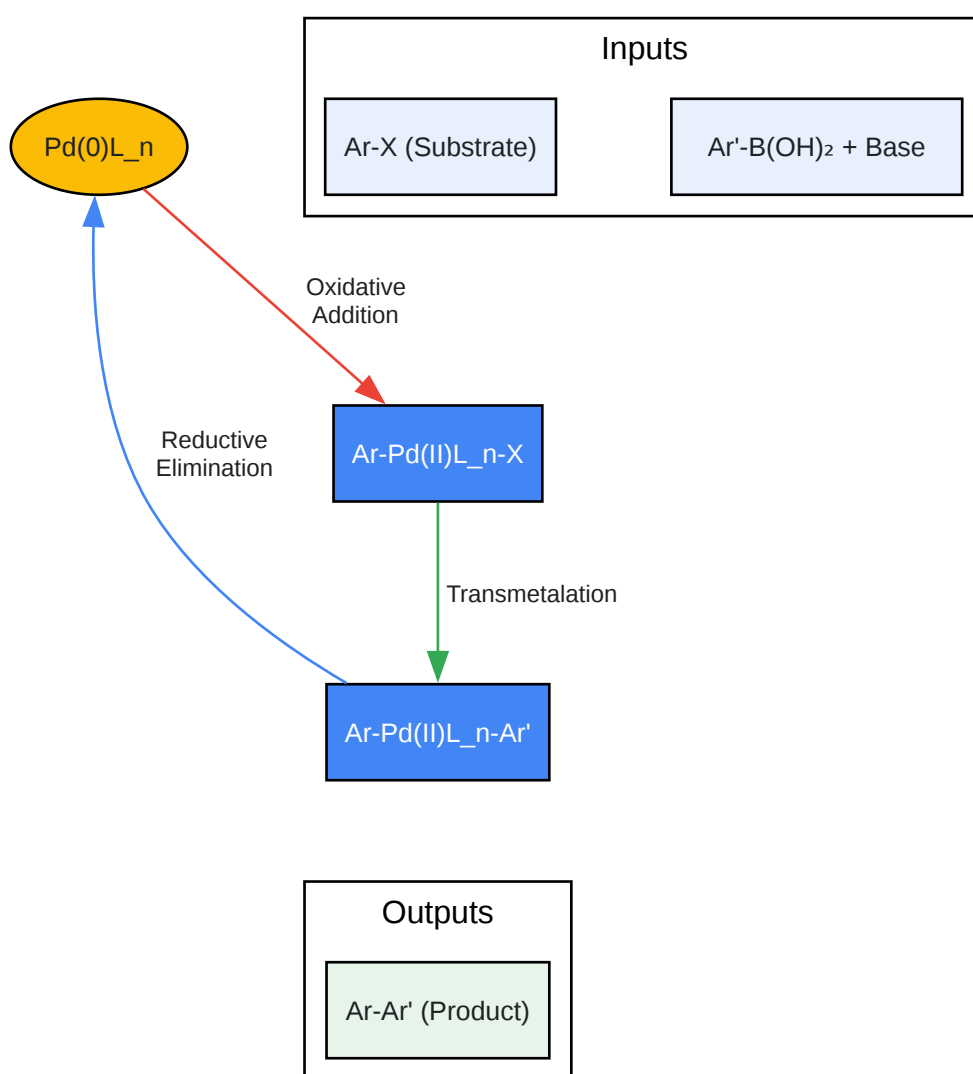 Inputs
Pd(0)L_n
Ar-X (Substrate)
Ar'-B(OH)₂ + Base
Oxidative
Addition
Ar-Pd(II)L_n-X
Reductive
Elimination
Transmetalation
Ar-Pd(II)L_n-Ar'
Outputs
Ar-Ar' (Product)